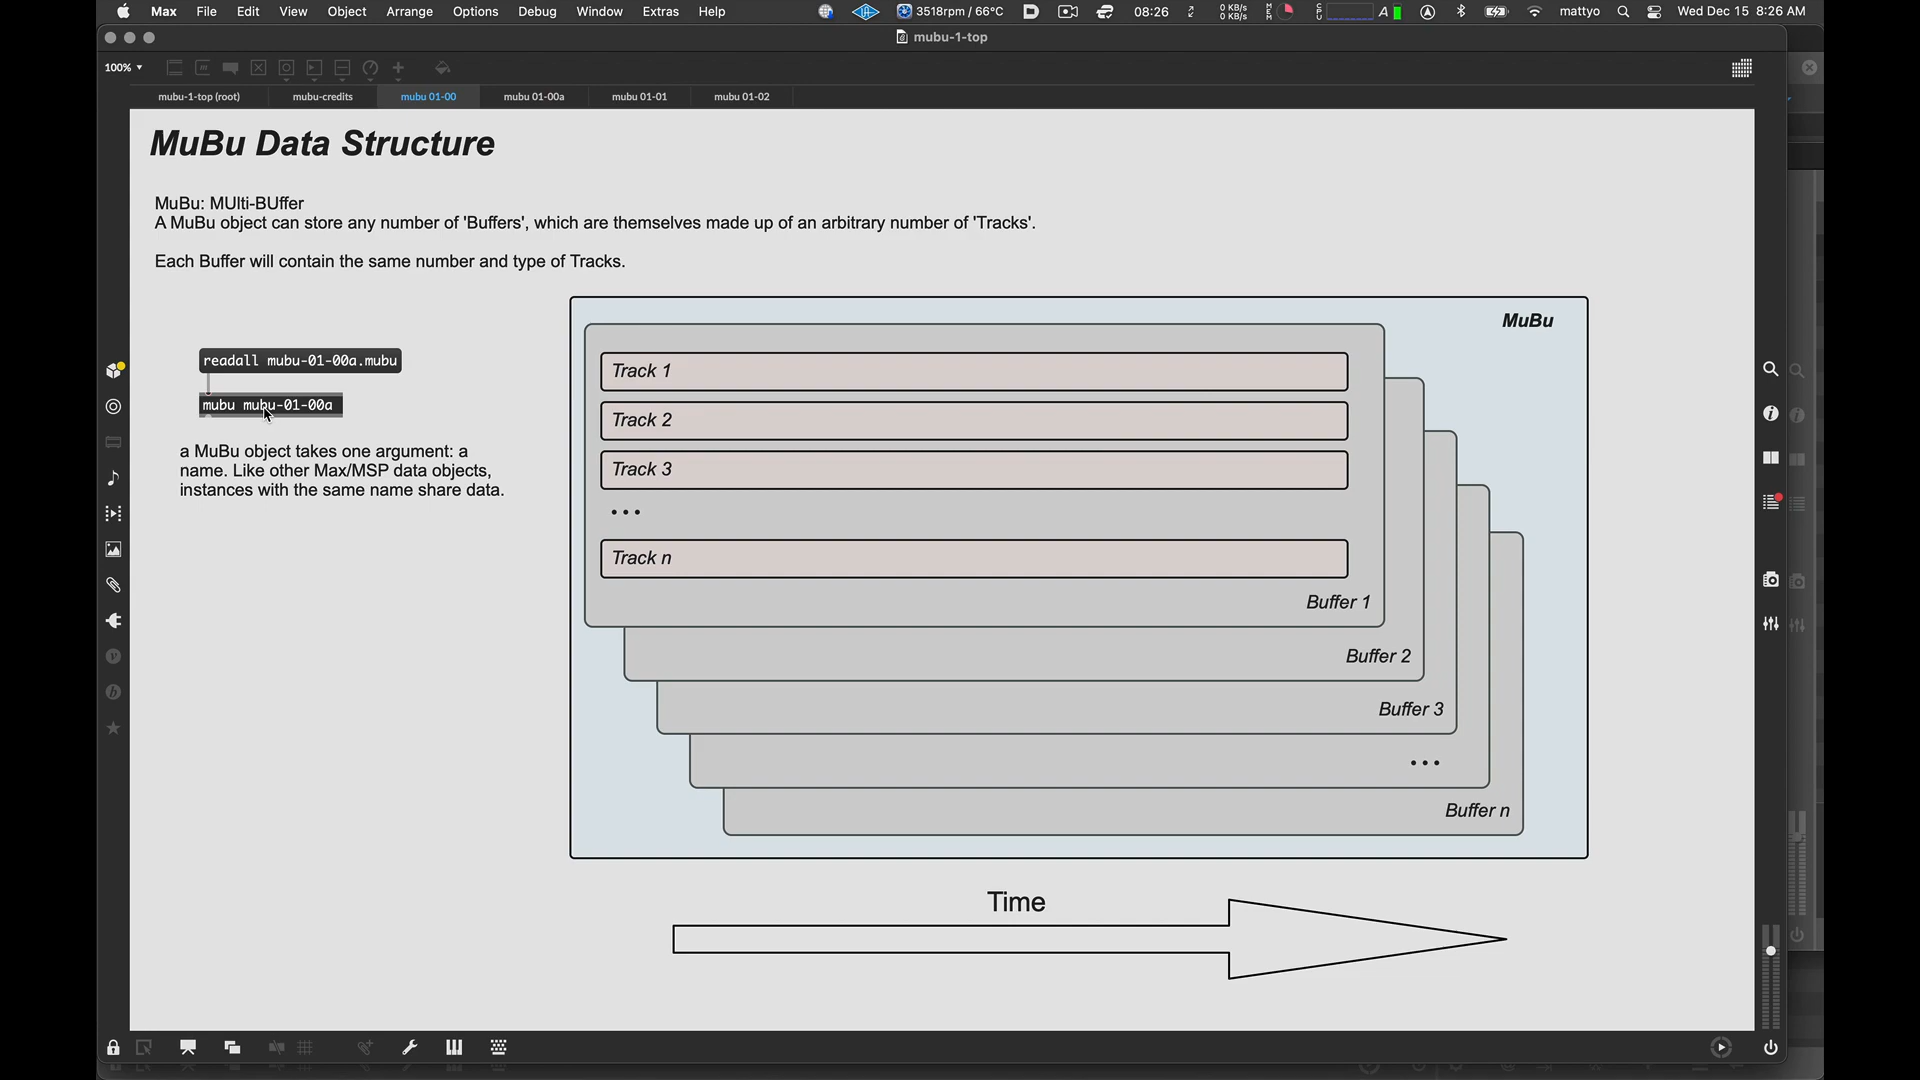 Max File Edit View Object Arrange Options Debug Window Extras Help 3518rpm / 66°C 08:26 0 KB/s 0 KB/s A mattyo Wed Dec 15 8:26 AM
mubu-1-top
100%
mubu-1-top (root) mubu-credits mubu 01-00 mubu 01-00a mubu 01-01 mubu 01-02
MuBu Data Structure
MuBu: MUlti-BUffer
A MuBu object can store any number of 'Buffers', which are themselves made up of an arbitrary number of 'Tracks'.
Each Buffer will contain the same number and type of Tracks.
readall mubu-01-00a.mubu
mubu mubu-01-00a
a MuBu object takes one argument: a
name. Like other Max/MSP data objects,
instances with the same name share data.
MuBu
Track 1
Track 2
Track 3
...
Track n
Buffer 1
Buffer 2
Buffer 3
...
Buffer n
Time